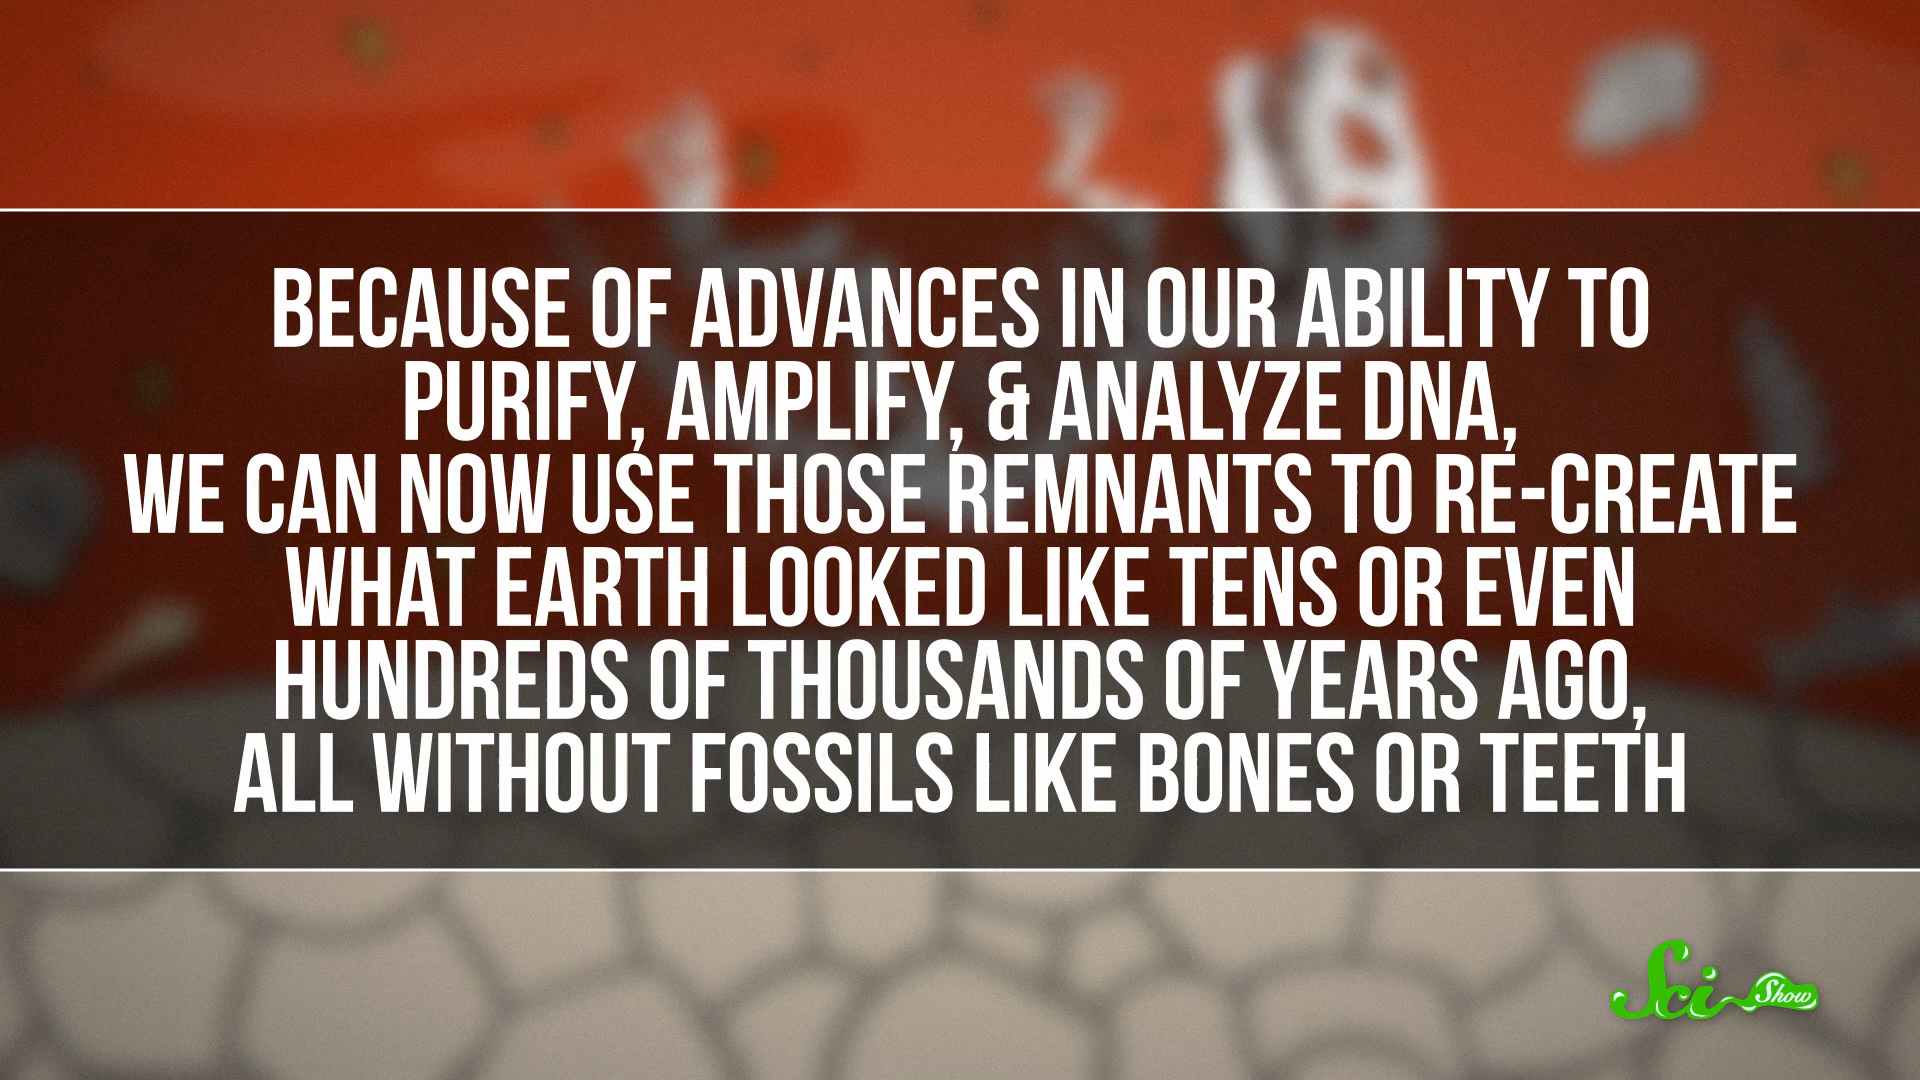 BECAUSE OF ADVANCES IN OUR ABILITY TO
PURIFY, AMPLIFY, & ANALYZE DNA,
WE CAN NOW USE THOSE REMNANTS TO RE-CREATE
WHAT EARTH LOOKED LIKE TENS OR EVEN
HUNDREDS OF THOUSANDS OF YEARS AGO,
ALL WITHOUT FOSSILS LIKE BONES OR TEETH
Sci Show